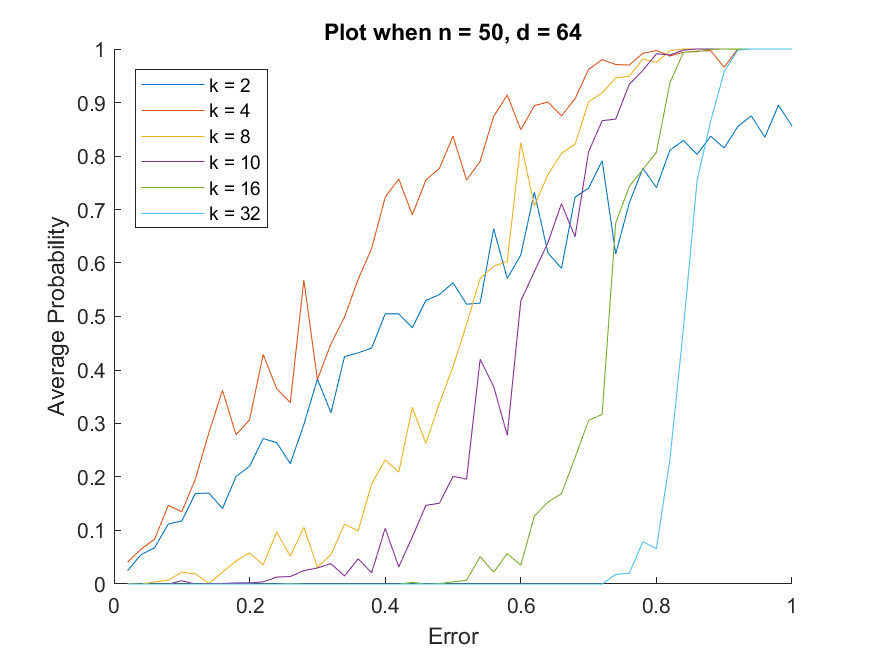 Plot when n = 50, d = 64
1
0.9
0.8
0.7
0.6
0.5
0.4
0.3
0.2
0.1
0
Average Probability
k = 2
k = 4
k = 8
k = 10
k = 16
k = 32
0 0.2 0.4 0.6 0.8 1
Error